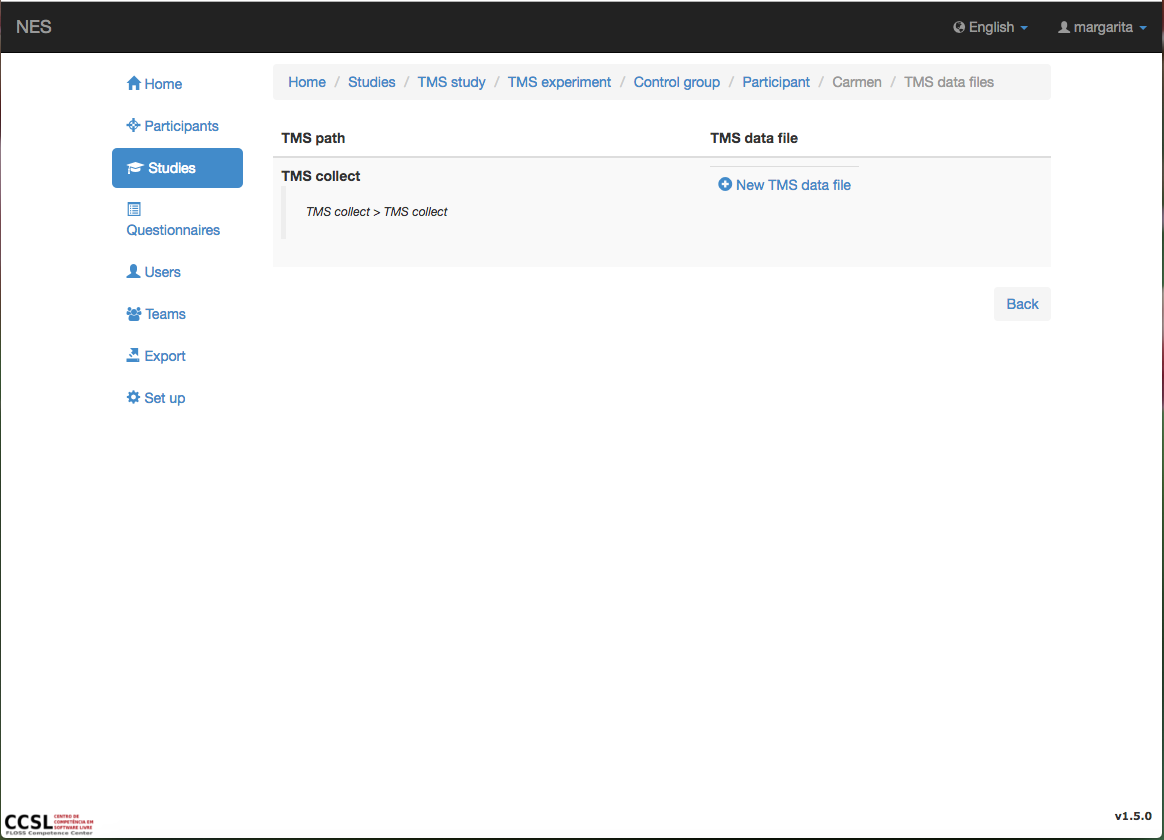 NES English margarita
Home / Studies / TMS study / TMS experiment / Control group / Participant / Carmen / TMS data files
Home
Participants
Studies
Questionnaires
Users
Teams
Export
Set up
TMS path TMS data file
TMS collect
New TMS data file
TMS collect > TMS collect
Back
CCSL CENTRO DE
COMPETÊNCIA EM
SOFTWARE LIVRE
FLOSS Competence Center
v1.5.0